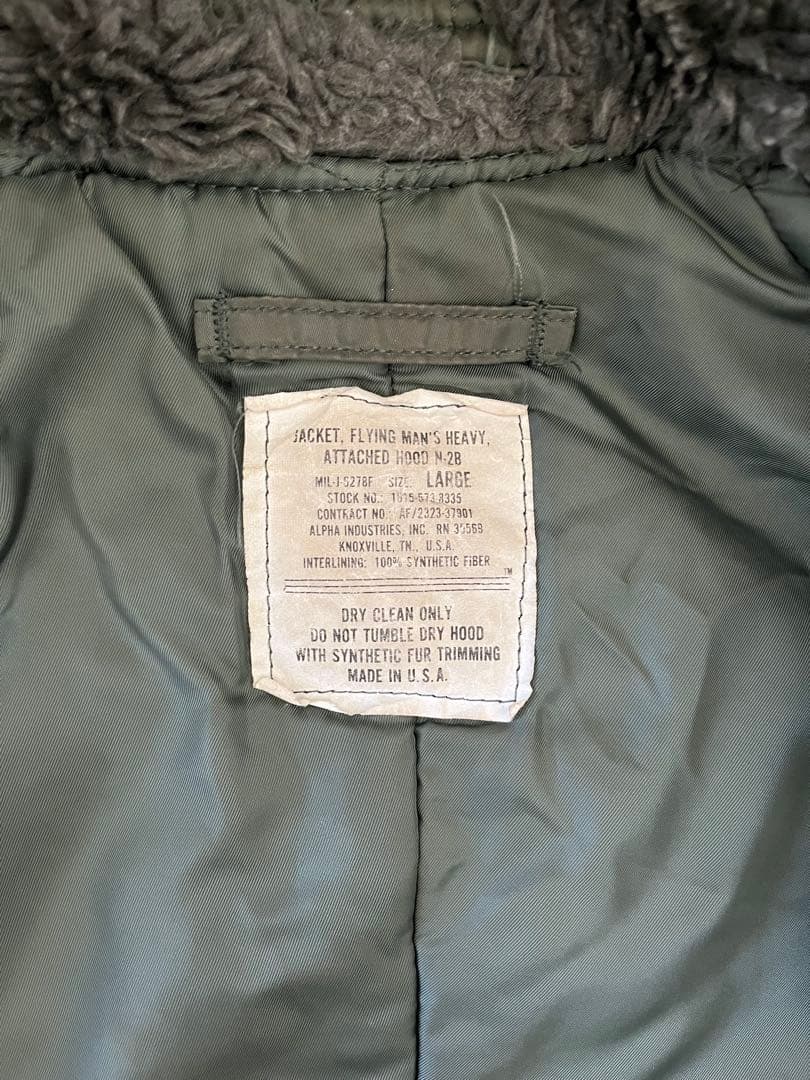 JACKET, FLYING MAN'S HEAVY,
ATTACHED HOOD N-2B
MIL-J-6278F SIZE: LARGE
STOCK NO.: 1615-573-8335
CONTRACT NO.: AF/2323-37901
ALPHA INDUSTRIES, INC. RN 35569
KNOXVILLE, TN., U.S.A.
INTERLINING: 100% SYNTHETIC FIBER
TM
DRY CLEAN ONLY
DO NOT TUMBLE DRY HOOD
WITH SYNTHETIC FUR TRIMMING
MADE IN U.S.A.